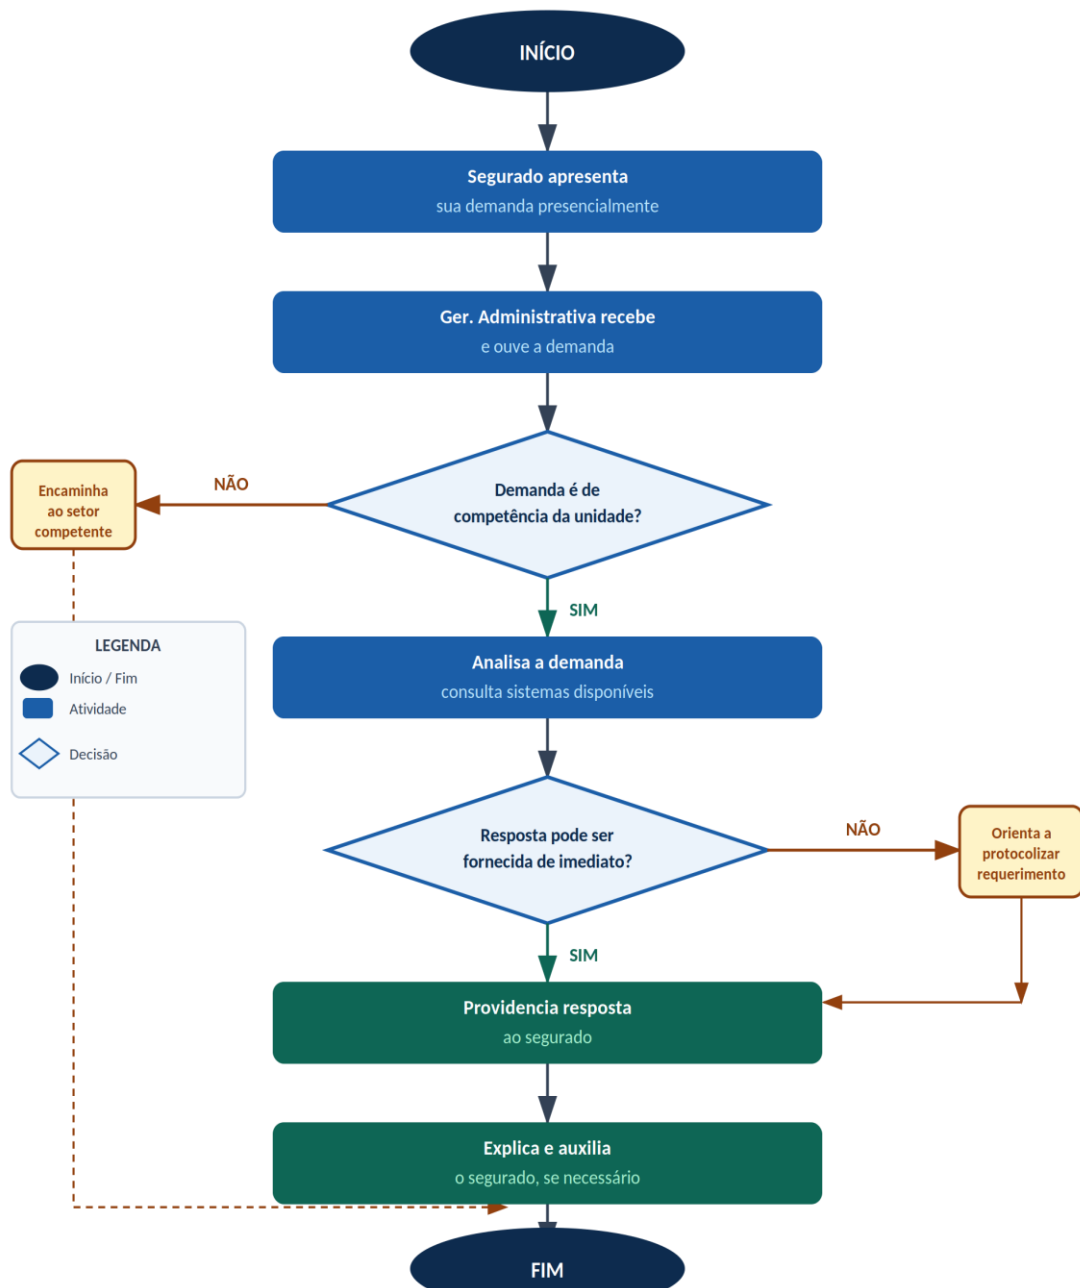 INÍCIO
Segurado apresenta
sua demanda presencialmente
Ger. Administrativa recebe
e ouve a demanda
Demanda é de
competência da unidade?
NÃO
Encaminha
ao setor
competente
SIM
LEGENDA
Início / Fim
Atividade
Decisão
Analisa a demanda
consulta sistemas disponíveis
Resposta pode ser
fornecida de imediato?
NÃO
Orienta a
protocolizar
requerimento
SIM
Providencia resposta
ao segurado
Explica e auxilia
o segurado, se necessário
FIM